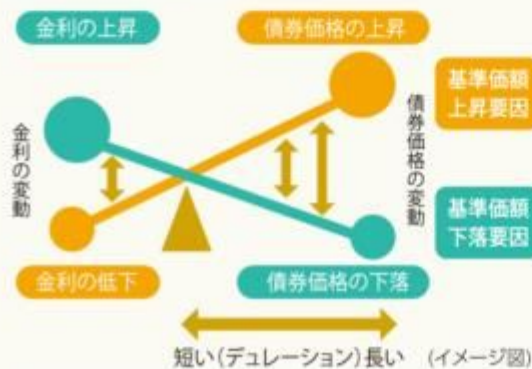 金利の上昇
債券価格の上昇
基準価額
上昇要因
金利の変動
債券価格の変動
基準価額
下落要因
金利の低下
債券価格の下落
短い(デュレーション)長い (イメージ図)